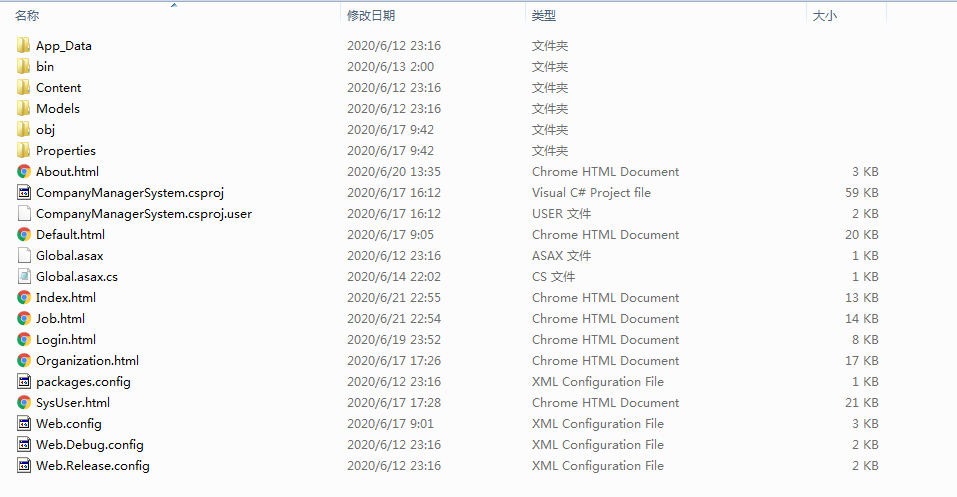 名称 修改日期 类型 大小
App_Data 2020/6/12 23:16 文件夹
bin 2020/6/13 2:00 文件夹
Content 2020/6/12 23:16 文件夹
Models 2020/6/12 23:16 文件夹
obj 2020/6/17 9:42 文件夹
Properties 2020/6/17 9:42 文件夹
About.html 2020/6/20 13:35 Chrome HTML Document 3 KB
CompanyManagerSystem.csproj 2020/6/17 16:12 Visual C# Project file 59 KB
CompanyManagerSystem.csproj.user 2020/6/17 16:12 USER 文件 2 KB
Default.html 2020/6/17 9:05 Chrome HTML Document 20 KB
Global.asax 2020/6/12 23:16 ASAX 文件 1 KB
Global.asax.cs 2020/6/14 22:02 CS 文件 1 KB
Index.html 2020/6/21 22:55 Chrome HTML Document 13 KB
Job.html 2020/6/21 22:54 Chrome HTML Document 14 KB
Login.html 2020/6/19 23:52 Chrome HTML Document 8 KB
Organization.html 2020/6/17 17:26 Chrome HTML Document 17 KB
packages.config 2020/6/12 23:16 XML Configuration File 1 KB
SysUser.html 2020/6/17 17:28 Chrome HTML Document 21 KB
Web.config 2020/6/17 9:01 XML Configuration File 3 KB
Web.Debug.config 2020/6/12 23:16 XML Configuration File 2 KB
Web.Release.config 2020/6/12 23:16 XML Configuration File 2 KB